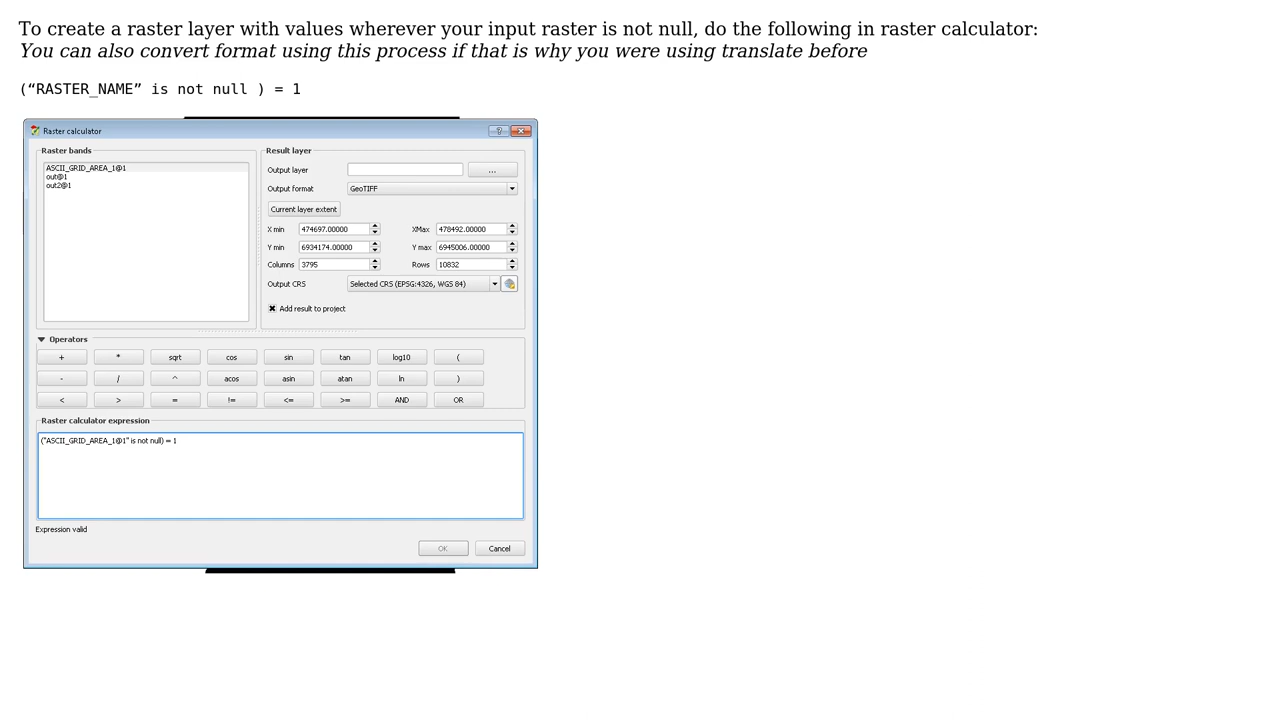 To create a raster layer with values wherever your input raster is not null, do the following in raster calculator:
You can also convert format using this process if that is why you were using translate before
(“RASTER_NAME” is not null ) = 1
Raster calculator
?
Raster bands
ASCII_GRID_AREA_1@1
out@1
out2@1
Result layer
Output layer ...
Output format GeoTIFF
Current layer extent
X min 474697.00000 XMax 478492.00000
Y min 6934174.00000 Y max 6945006.00000
Columns 3795 Rows 10832
Output CRS Selected CRS (EPSG:4326, WGS 84)
Add result to project
Operators
+ * sqrt cos sin tan log10 (
- / ^ acos asin atan ln )
< > = != <= >= AND OR
Raster calculator expression
("ASCII_GRID_AREA_1@1" is not null) = 1
Expression valid
OK Cancel